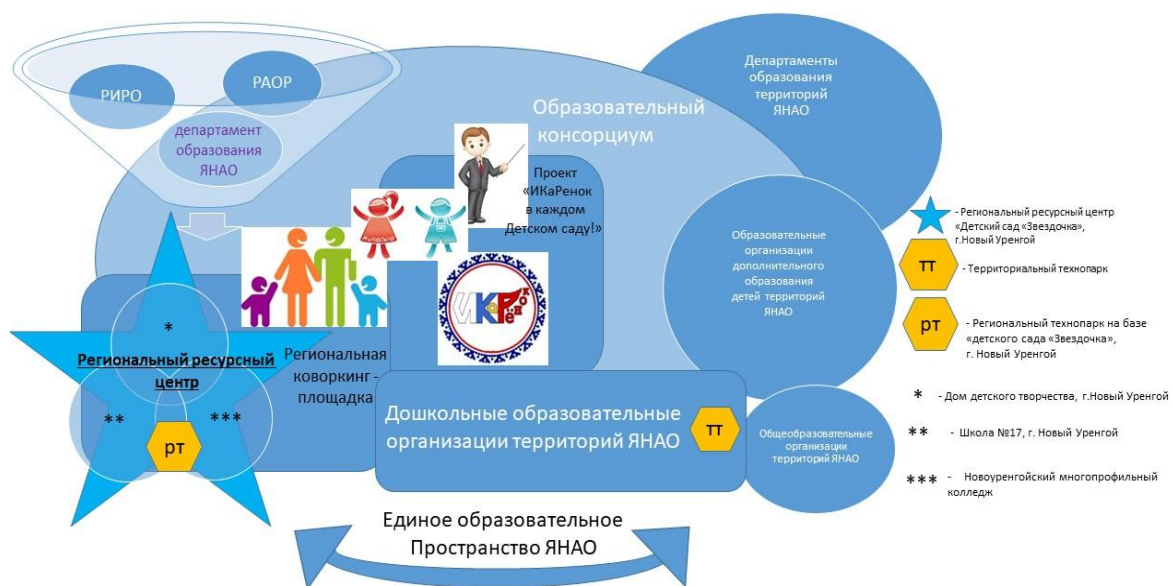 РИРО
РАОР
департамент
образования
ЯНАО
Образовательный
консорциум
Департаменты
образования
территорий
ЯНАО
Проект
«ИКаРенок
в каждом
Детском саду!»
ИКаРенок
Образовательные
организации
дополнительного
образования
детей территорий
ЯНАО
*
Региональный ресурсный
центр
**
***
рт
Региональная
коворкинг -
площадка
Дошкольные образовательные
организации территорий ЯНАО
тт
Общеобразовательные
организации
территорий ЯНАО
Единое образовательное
Пространство ЯНАО
- Региональный ресурсный центр
«Детский сад «Звездочка»,
г.Новый Уренгой
тт
- Территориальный технопарк
рт
- Региональный технопарк на базе
«детского сада «Звездочка»,
г. Новый Уренгой
* - Дом детского творчества, г.Новый Уренгой
** - Школа №17, г. Новый Уренгой
*** - Новоуренгойский многопрофильный
колледж